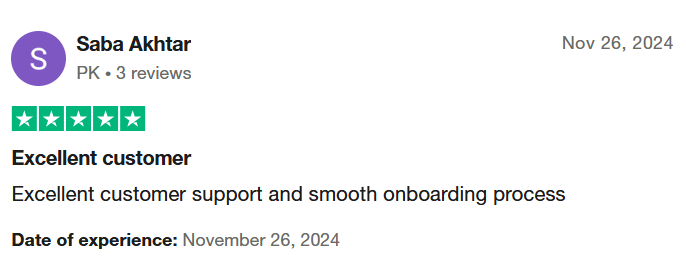 S
Saba Akhtar
Nov 26, 2024
PK • 3 reviews
Excellent customer
Excellent customer support and smooth onboarding process
Date of experience: November 26, 2024